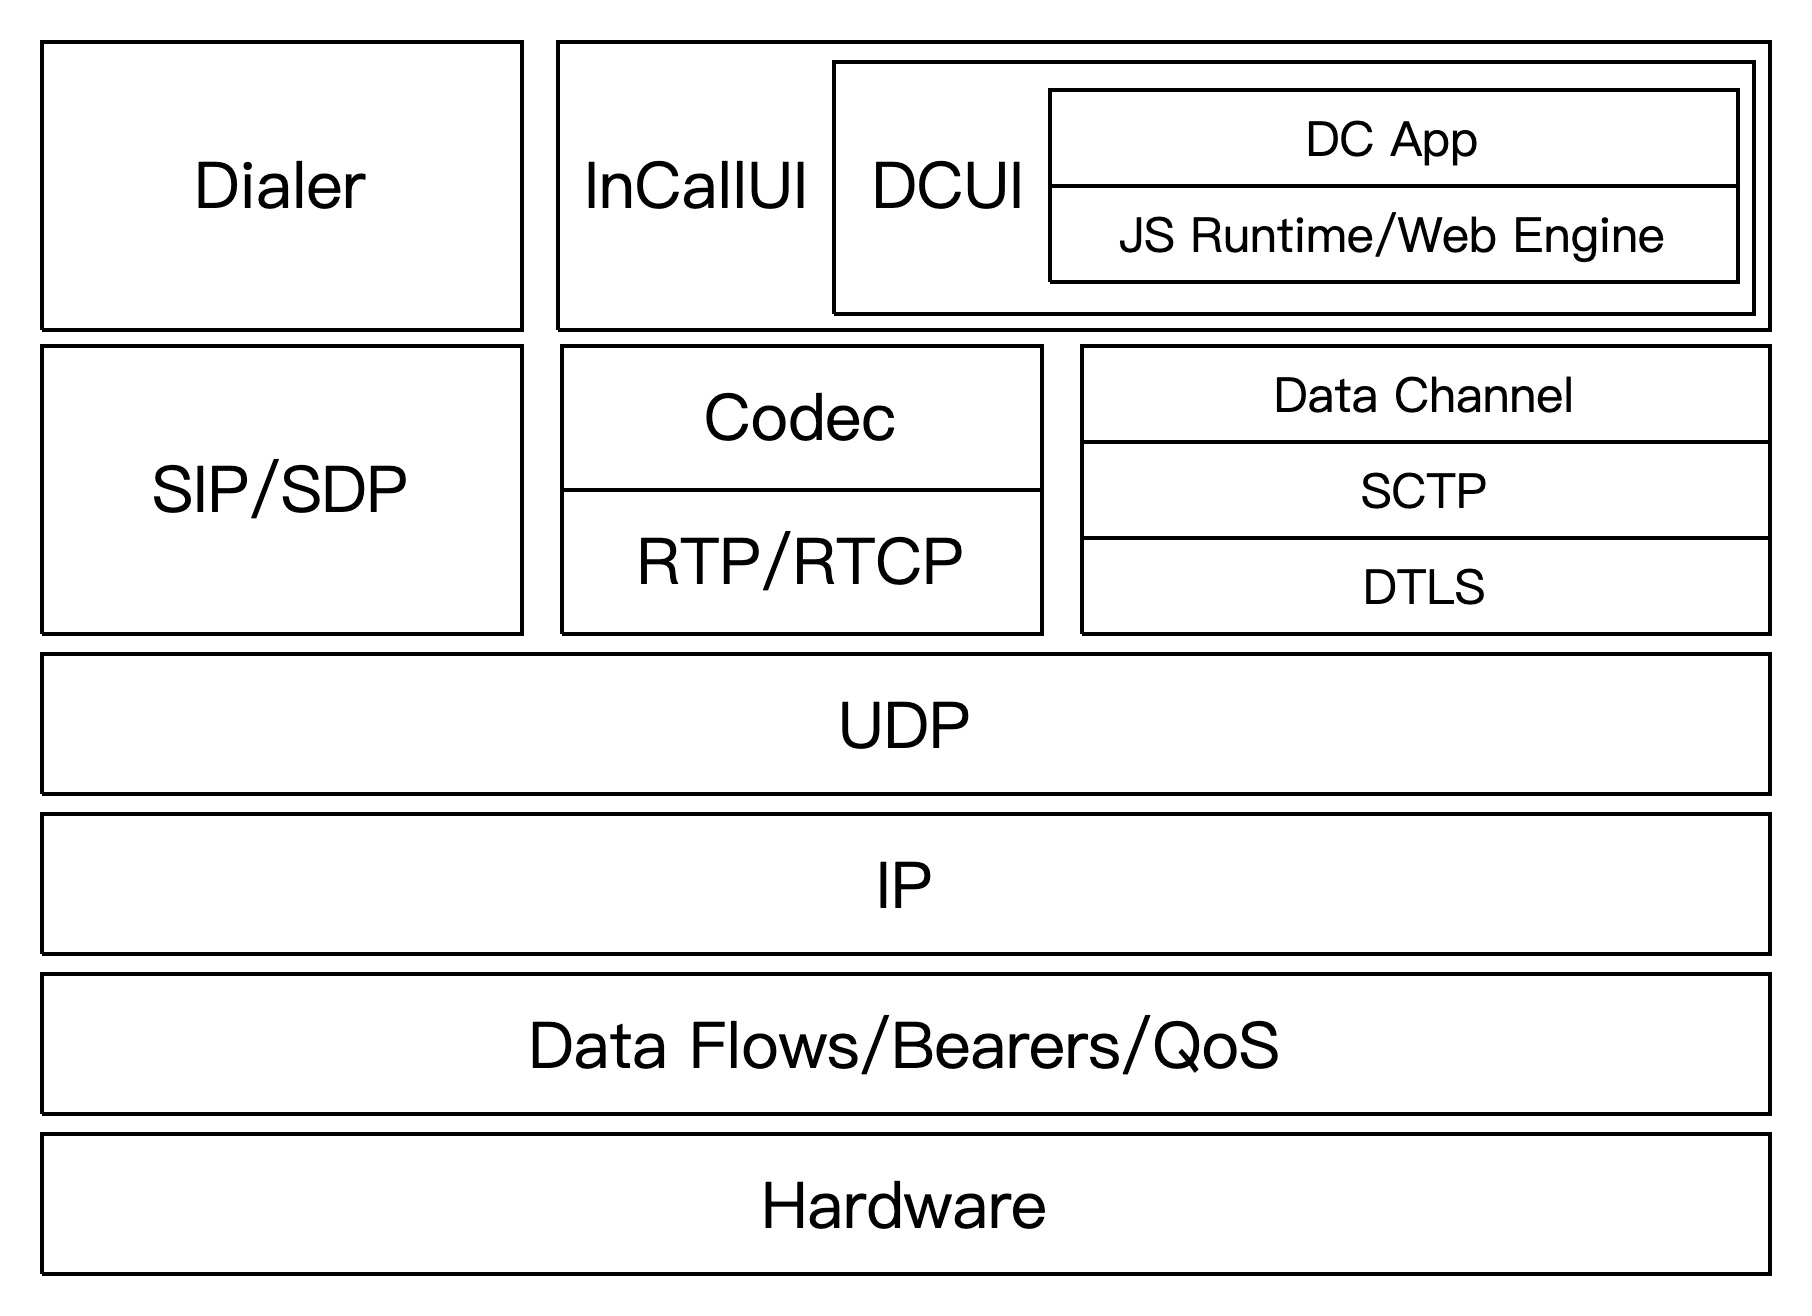 Dialer
InCallUI
DCUI
DC App
JS Runtime/Web Engine
SIP/SDP
Codec
RTP/RTCP
Data Channel
SCTP
DTLS
UDP
IP
Data Flows/Bearers/QoS
Hardware